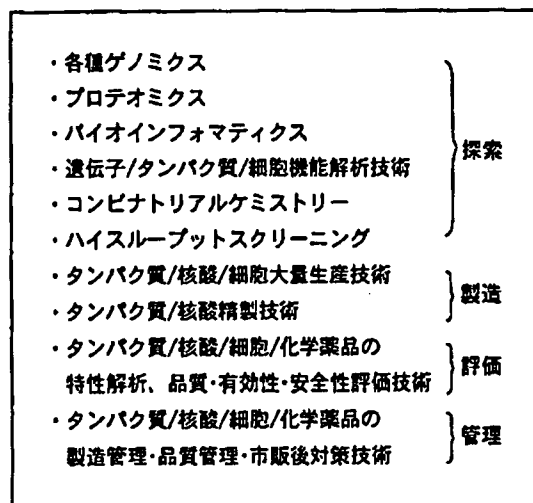 ・各種ゲノミクス
・プロテオミクス
・バイオインフォマティクス
・遺伝子/タンパク質/細胞機能解析技術
・コンビナトリアルケミストリー
・ハイスループットスクリーニング
探索
・タンパク質/核酸/細胞大量生産技術
・タンパク質/核酸精製技術
製造
・タンパク質/核酸/細胞/化学薬品の
特性解析、品質・有効性・安全性評価技術
評価
・タンパク質/核酸/細胞/化学薬品の
製造管理・品質管理・市販後対策技術
管理